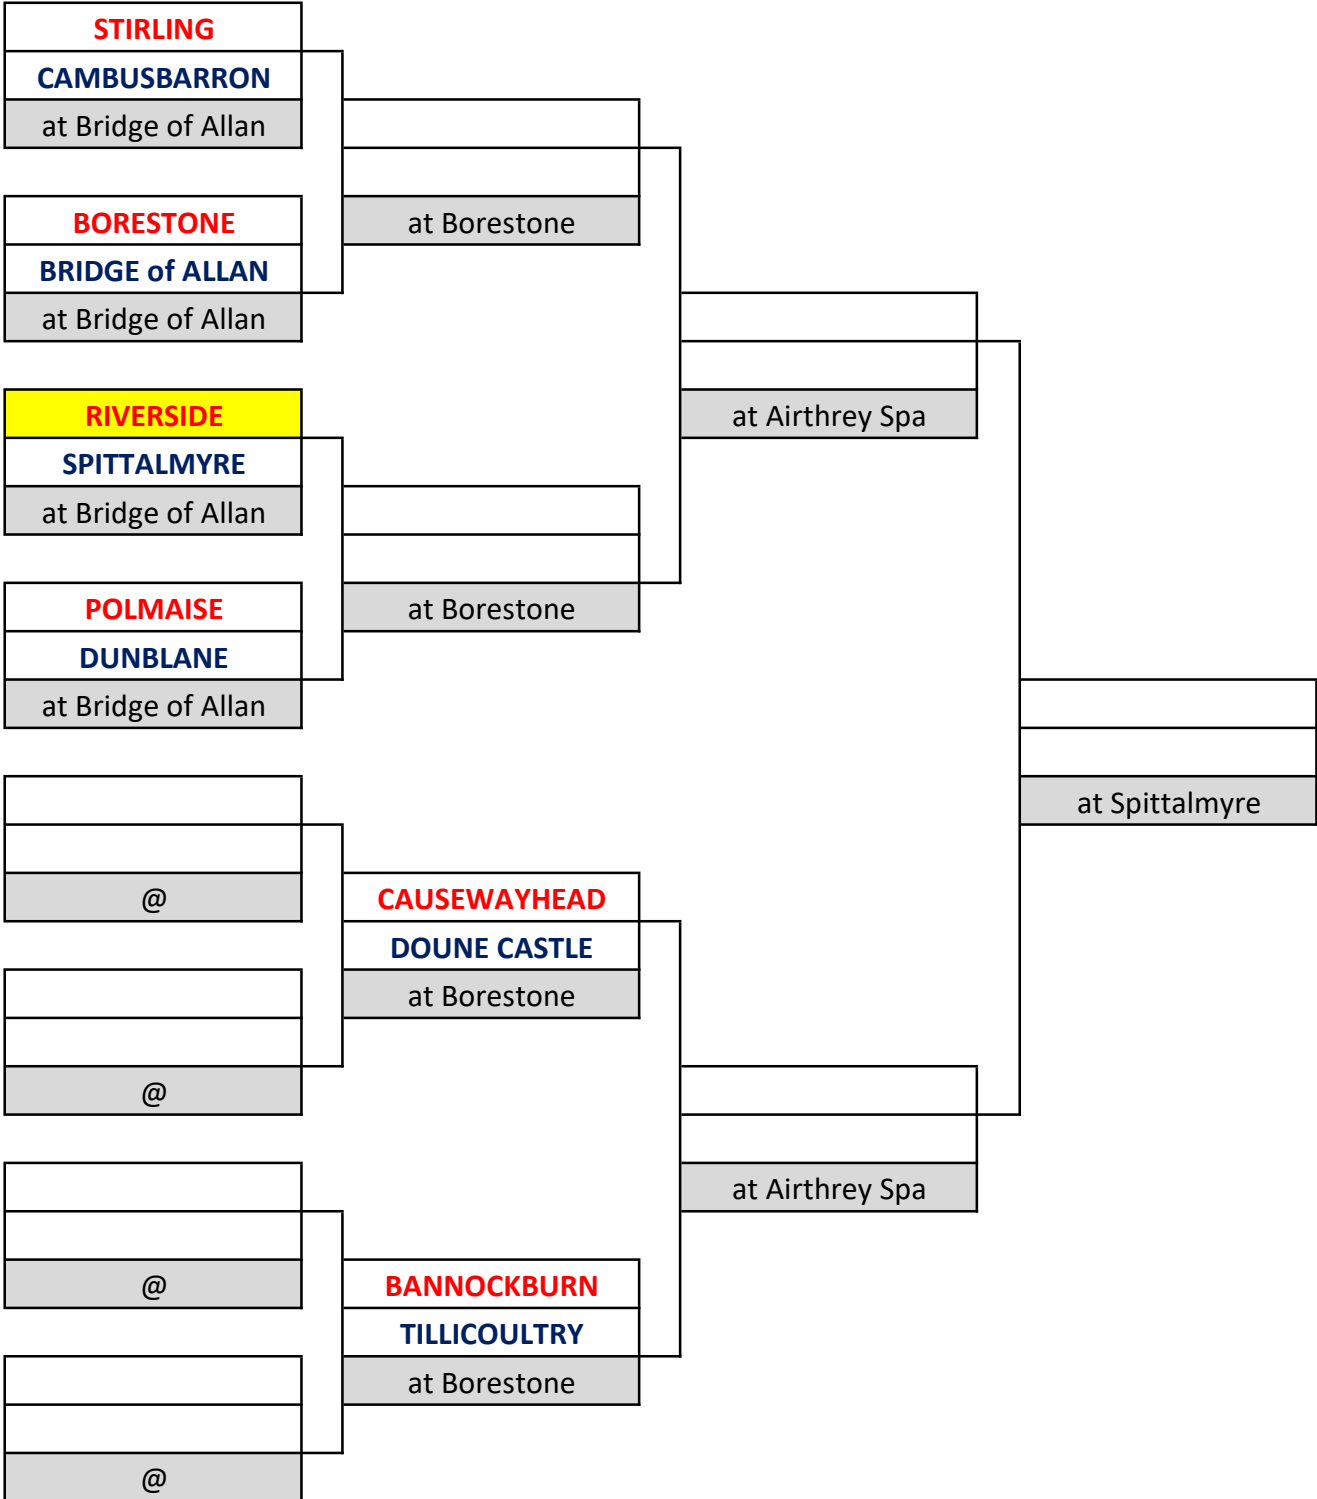 STIRLING
CAMBUSBARRON
at Bridge of Allan
BORESTONE
BRIDGE of ALLAN
at Bridge of Allan
RIVERSIDE
SPITTALMYRE
at Bridge of Allan
POLMAISE
DUNBLANE
at Bridge of Allan
@
@
@
@
at Borestone
at Borestone
CAUSEWAYHEAD
DOUNE CASTLE
at Borestone
BANNOCKBURN
TILLICOULTRY
at Borestone
at Airthrey Spa
at Airthrey Spa
at Spittalmyre